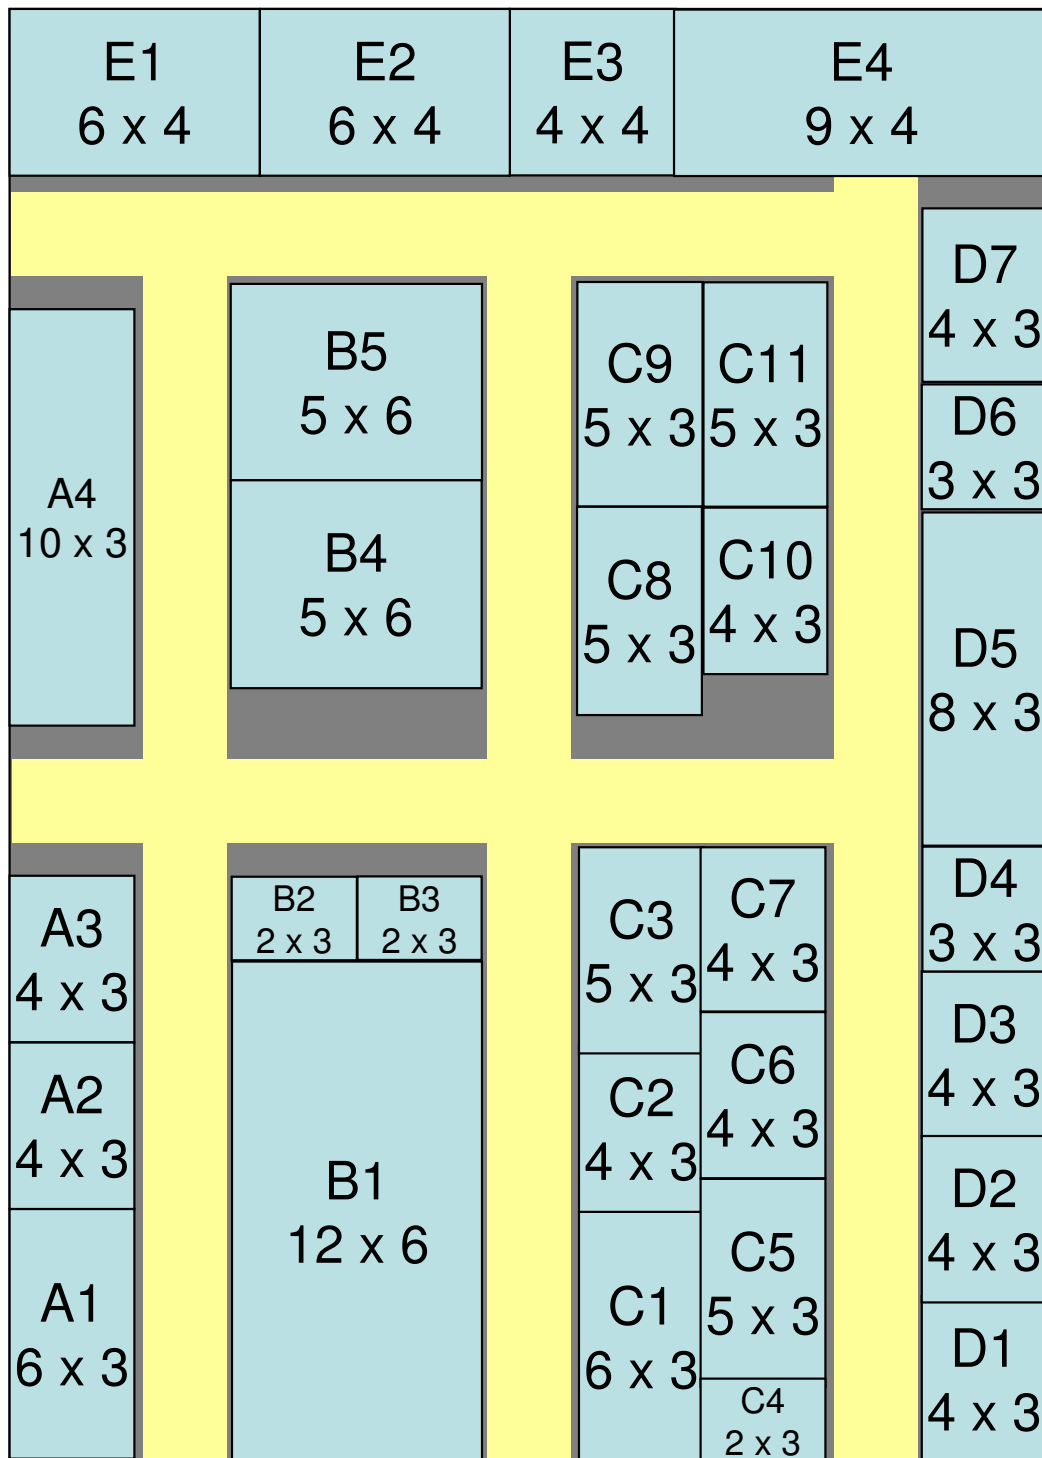 E1
6 x 4
E2
6 x 4
E3
4 x 4
E4
9 x 4
A4
10 x 3
B5
5 x 6
B4
5 x 6
C9
5 x 3
C11
5 x 3
C8
5 x 3
C10
4 x 3
D7
4 x 3
D6
3 x 3
D5
8 x 3
D4
3 x 3
D3
4 x 3
D2
4 x 3
D1
4 x 3
A3
4 x 3
A2
4 x 3
A1
6 x 3
B2
2 x 3
B3
2 x 3
B1
12 x 6
C3
5 x 3
C7
4 x 3
C2
4 x 3
C6
4 x 3
C1
6 x 3
C5
5 x 3
C4
2 x 3